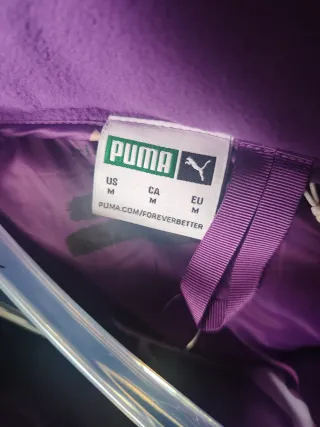 PUMA
US CA EU
M M M
PUMA.COM/FOREVERBETTER